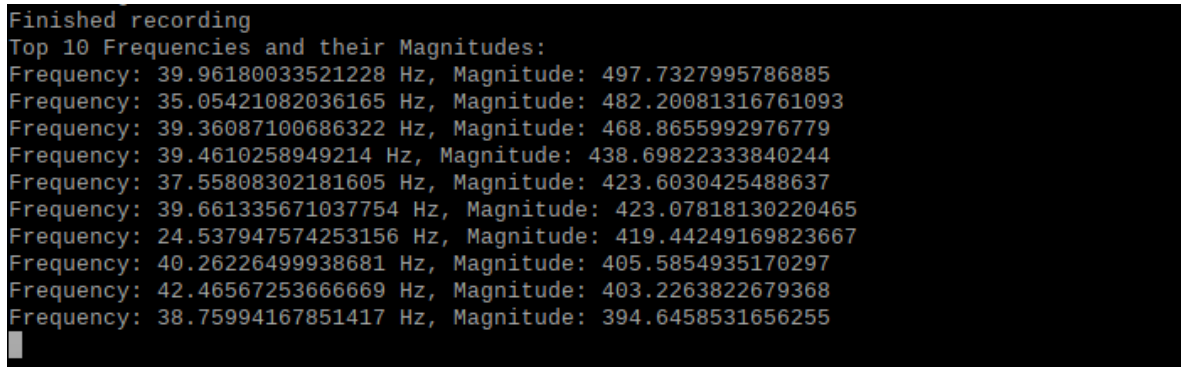 Finished recording
Top 10 Frequencies and their Magnitudes:
Frequency: 39.96180033521228 Hz, Magnitude: 497.7327995786885
Frequency: 35.05421082036165 Hz, Magnitude: 482.20081316761093
Frequency: 39.36087100686322 Hz, Magnitude: 468.8655992976779
Frequency: 39.4610258949214 Hz, Magnitude: 438.69822333840244
Frequency: 37.55808302181605 Hz, Magnitude: 423.6030425488637
Frequency: 39.661335671037754 Hz, Magnitude: 423.07818130220465
Frequency: 24.537947574253156 Hz, Magnitude: 419.44249169823667
Frequency: 40.26226499938681 Hz, Magnitude: 405.5854935170297
Frequency: 42.46567253666669 Hz, Magnitude: 403.2263822679368
Frequency: 38.75994167851417 Hz, Magnitude: 394.6458531656255